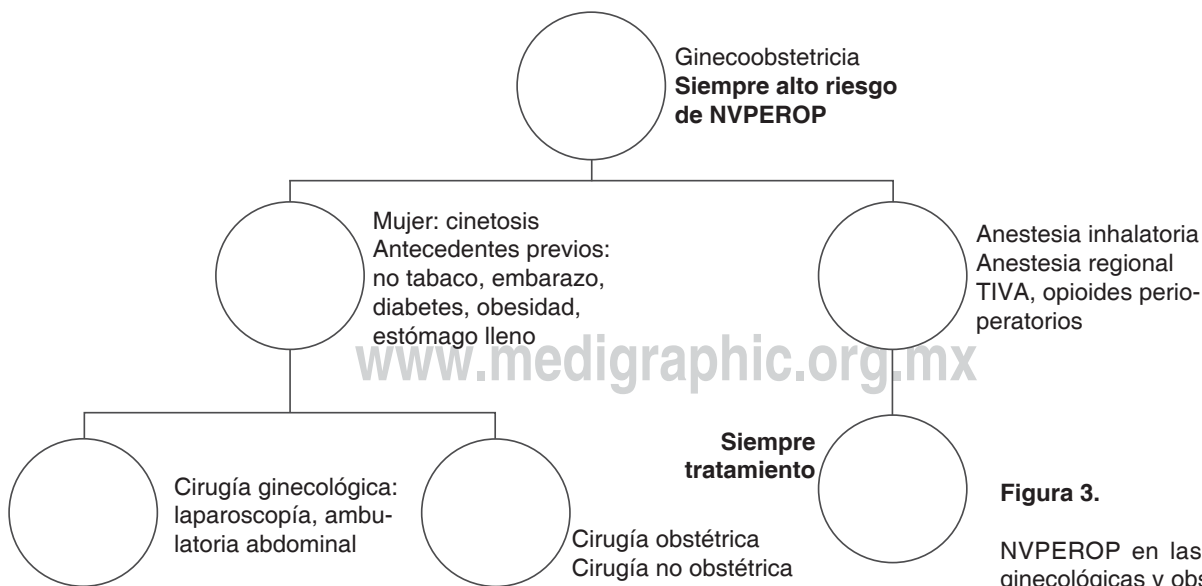 Ginecoobstetricia
Siempre alto riesgo
de NVPEROP
Mujer: cinetosis
Antecedentes previos:
no tabaco, embarazo,
diabetes, obesidad,
estómago lleno
Anestesia inhalatoria
Anestesia regional
TIVA, opioides perio-
peratorios
www.medigraphic.org.mx
Cirugía ginecológica:
laparoscopía, ambu-
latoria abdominal
Cirugía obstétrica
Cirugía no obstétrica
Siempre
tratamiento
Figura 3.
NVPEROP en las
ginecológicas y obs